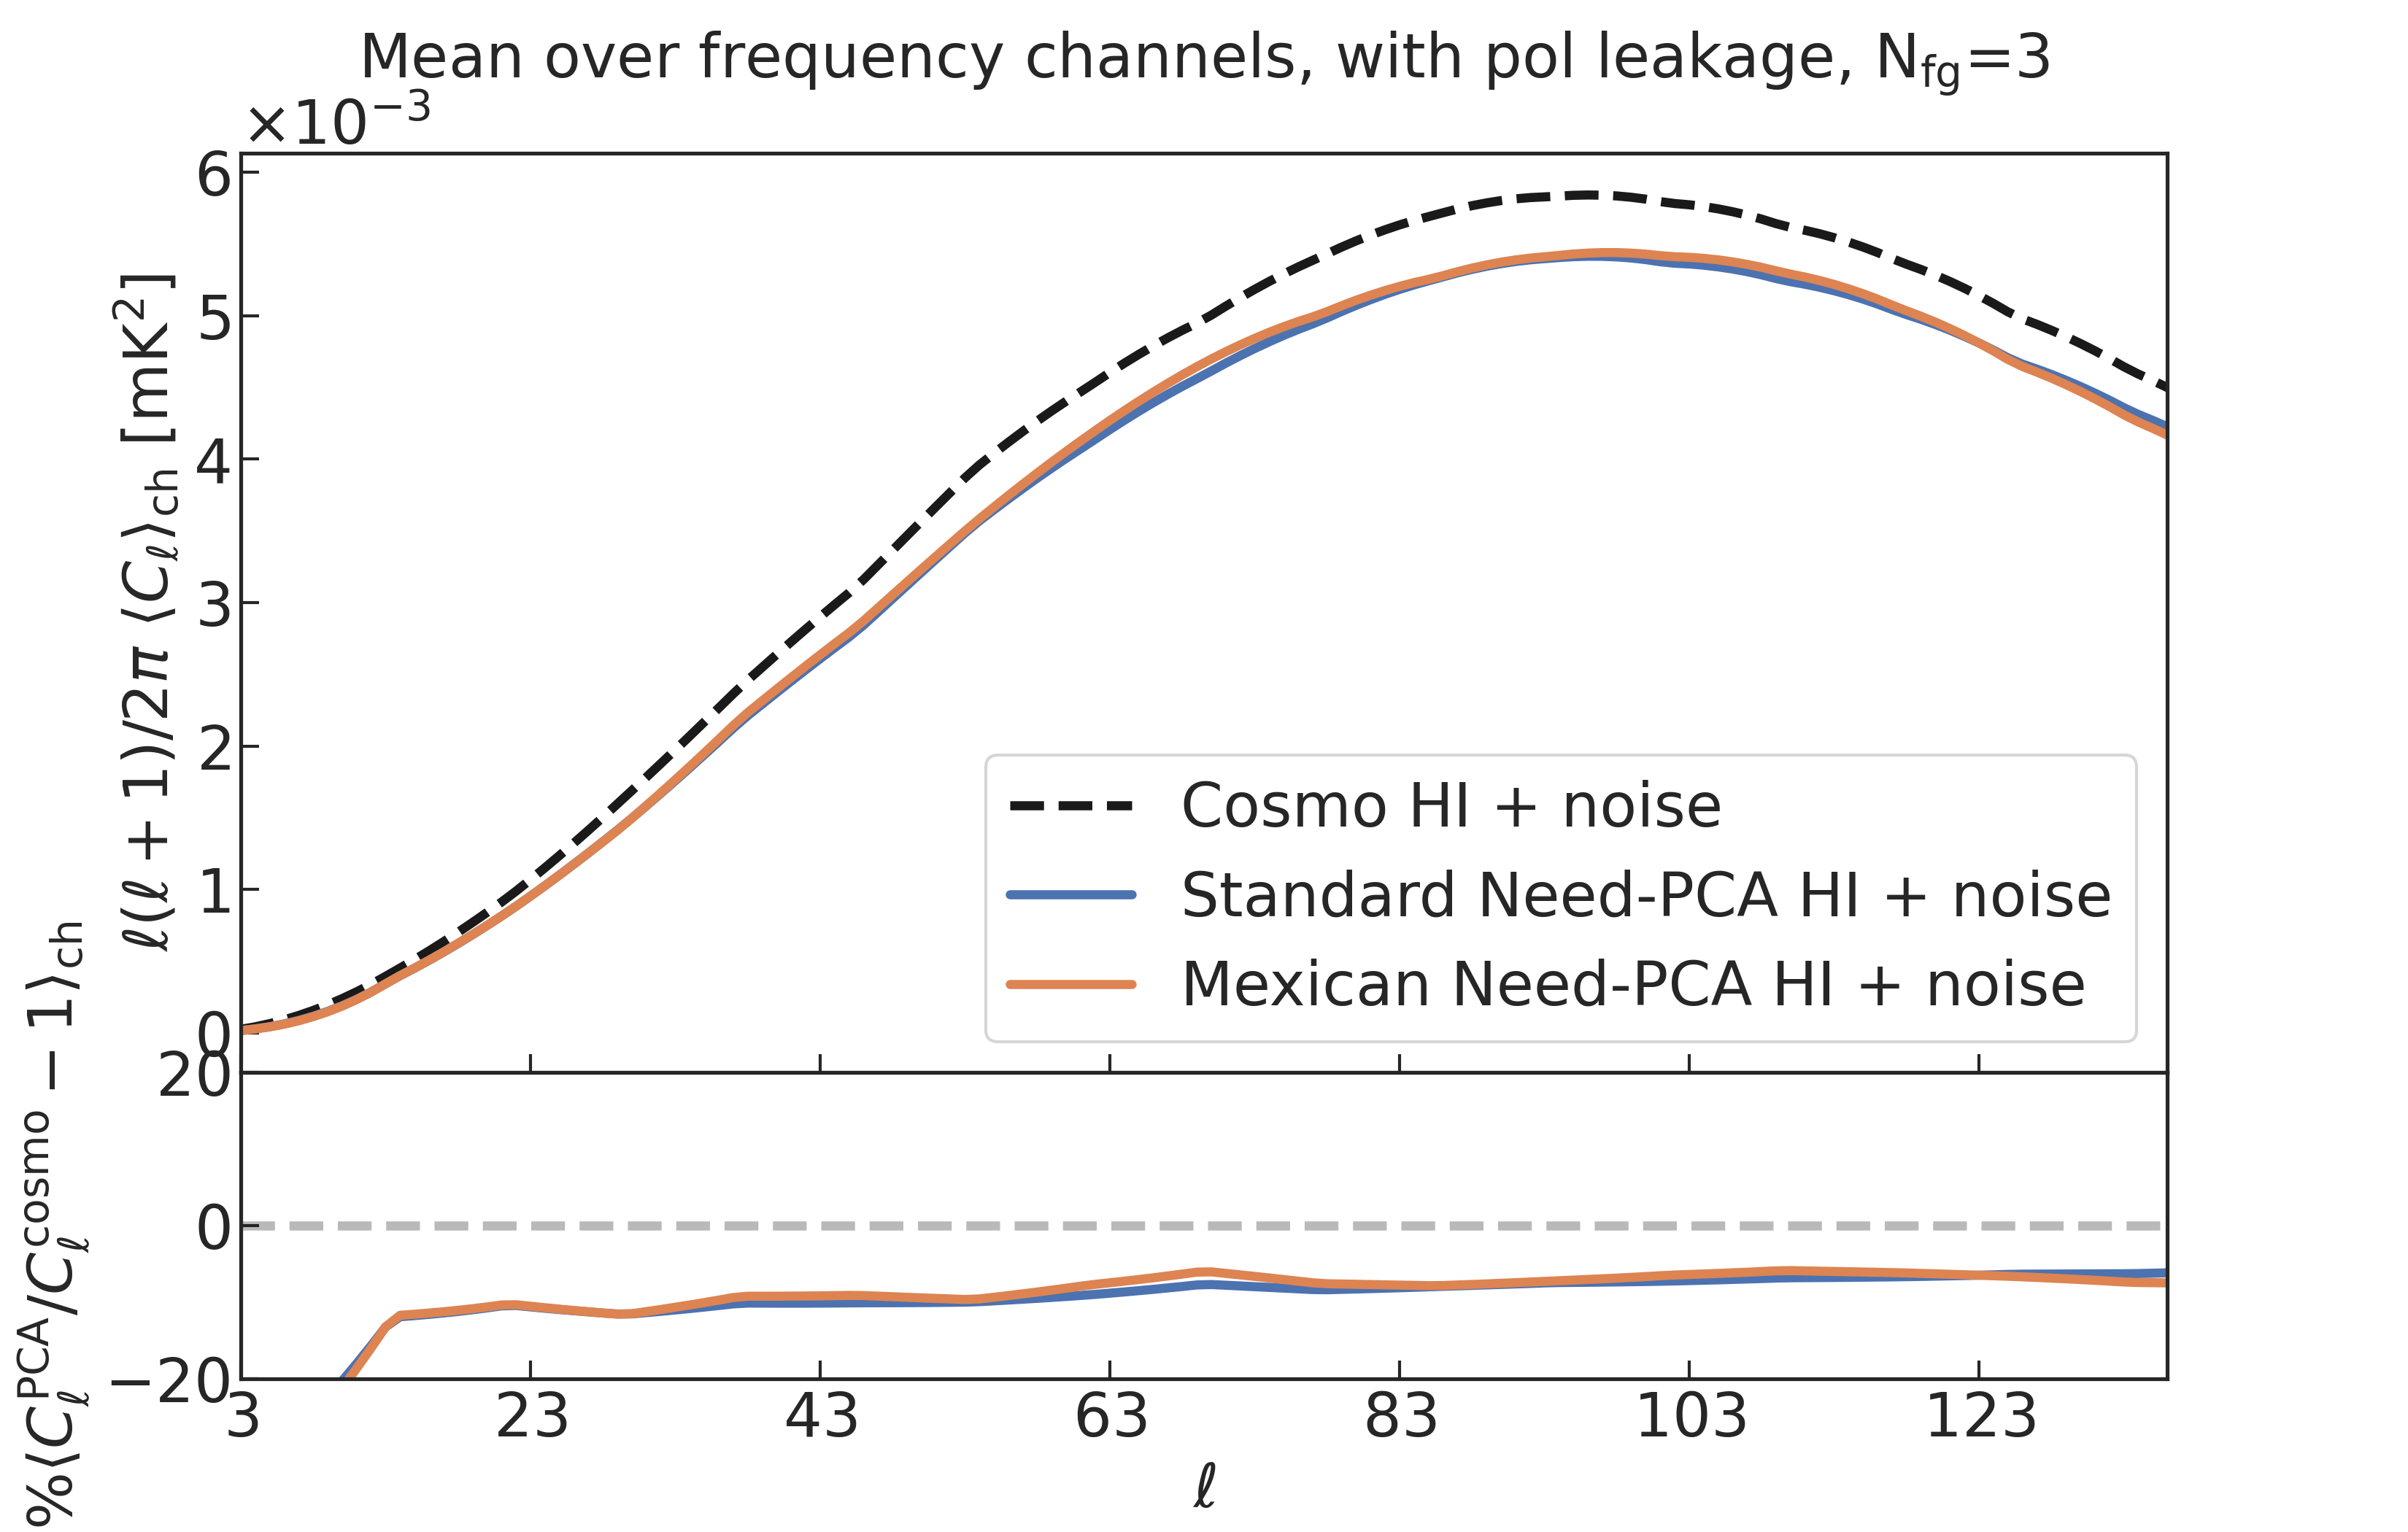 Mean over frequency channels, with pol leakage, N_fg=3
×10⁻³
6
5
4
3
2
1
0
ℓ(ℓ + 1)/2π ⟨C_ℓ⟩_ch [mK²]
Cosmo HI + noise
Standard Need-PCA HI + noise
Mexican Need-PCA HI + noise
20
0
−20
%⟨C_ℓ^PCA/C_ℓ^cosmo − 1⟩_ch
3 23 43 63 83 103 123
ℓ